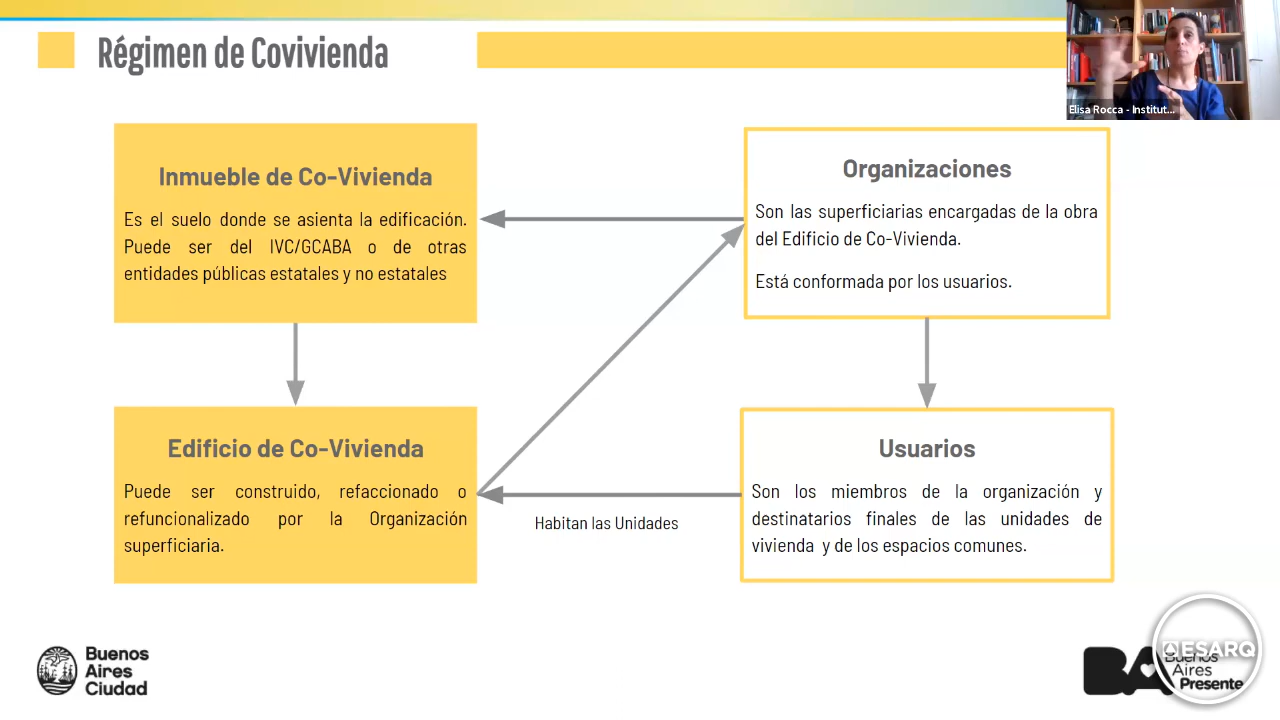 Régimen de Covivienda
Elisa Rocca - Institut...
Inmueble de Co-Vivienda
Es el suelo donde se asienta la edificación.
Puede ser del IVC/GCABA o de otras
entidades públicas estatales y no estatales
Organizaciones
Son las superficiarias encargadas de la obra
del Edificio de Co-Vivienda.
Está conformada por los usuarios.
Edificio de Co-Vivienda
Puede ser construido, refaccionado o
refuncionalizado por la Organización
superficiaria.
Habitan las Unidades
Usuarios
Son los miembros de la organización y
destinatarios finales de las unidades de
vivienda y de los espacios comunes.
Buenos
Aires
Ciudad
BA
Buenos
Aires
Presente
ESARQ